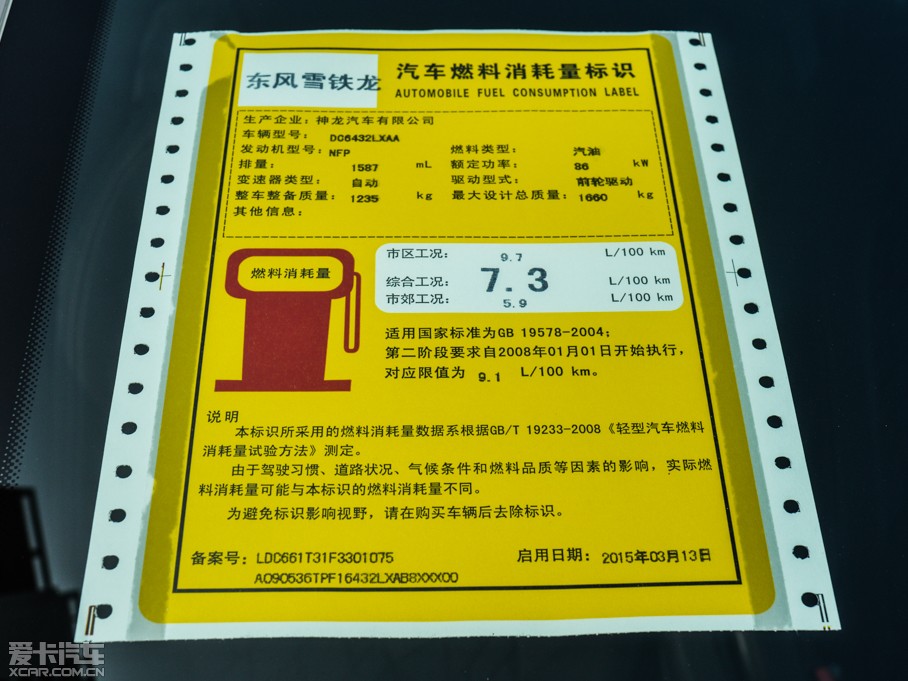 东风雪铁龙 汽车燃料消耗量标识
AUTOMOBILE FUEL CONSUMPTION LABEL
生产企业：神龙汽车有限公司
车辆型号： DC6432LXAA
发动机型号：NFP 燃料类型： 汽油
排量： 1587 mL 额定功率： 86 kW
变速器类型： 自动 驱动型式： 前轮驱动
整车整备质量： 1235 kg 最大设计总质量： 1660 kg
其他信息：
燃料消耗量
市区工况： 9.7 L/100 km
综合工况： 7.3 L/100 km
市郊工况： 5.9 L/100 km
适用国家标准为GB 19578-2004；
第二阶段要求自2008年01月01日开始执行，
对应限值为 9.1 L/100 km。
说明
本标识所采用的燃料消耗量数据系根据GB/T 19233-2008《轻型汽车燃料
消耗量试验方法》测定。
由于驾驶习惯、道路状况、气候条件和燃料品质等因素的影响，实际燃
料消耗量可能与本标识的燃料消耗量不同。
为避免标识影响视野，请在购买车辆后去除标识。
备案号： LDC661T31F3301075 启用日期： 2015年03月13日
A090536TPF16432LXAB8XXX00
爱卡汽车
XCAR.COM.CN